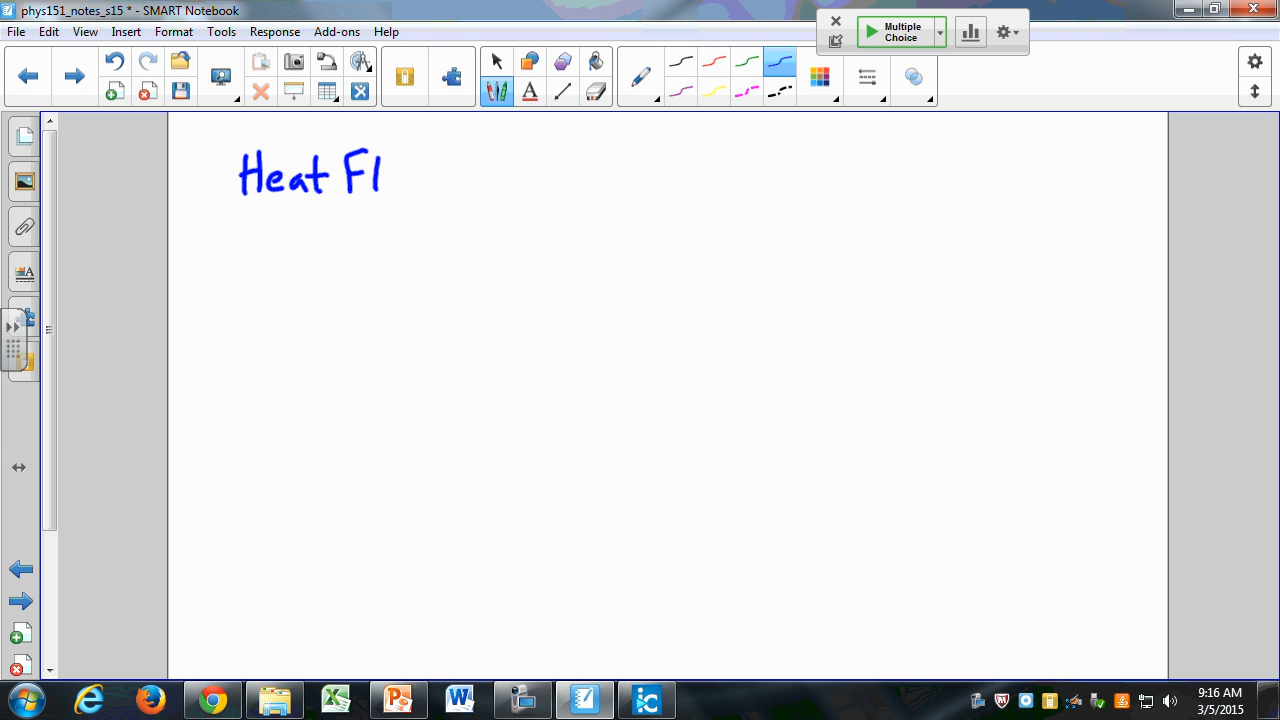 phys151_notes_s15 * - SMART Notebook
File Edit View Insert Format Tools Response Add-ons Help
Multiple
Choice
Heat Fl
9:16 AM
3/5/2015